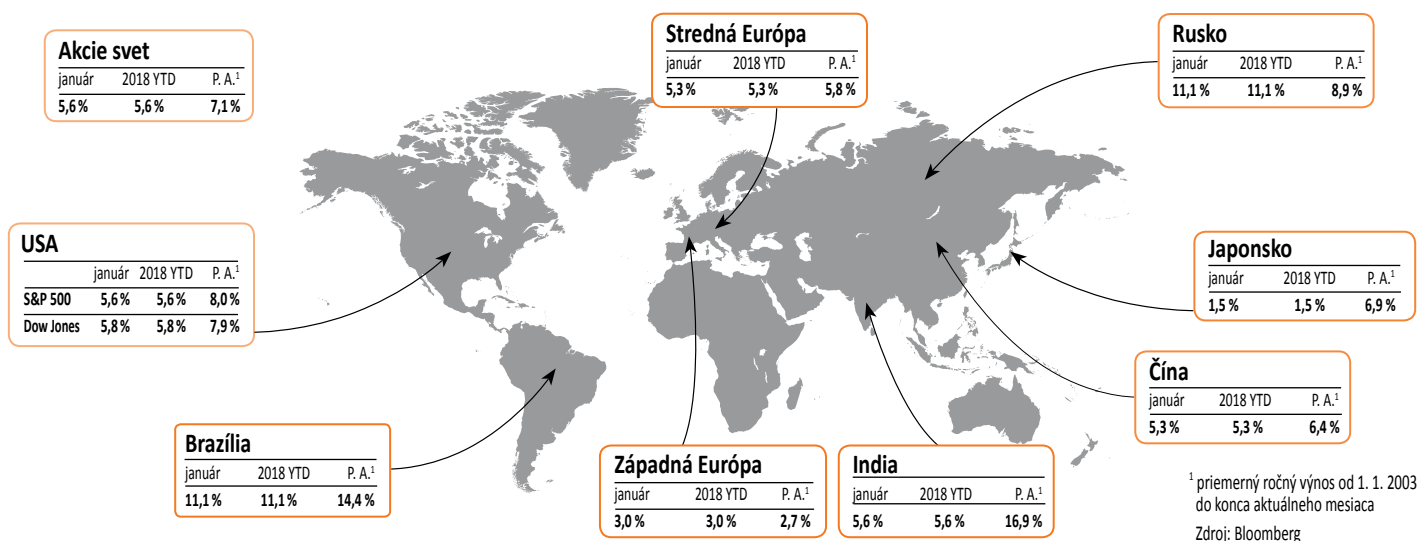 Akcie svet
január 2018 YTD P. A.¹
5,6 % 5,6 % 7,1 %
Stredná Európa
január 2018 YTD P. A.¹
5,3 % 5,3 % 5,8 %
Rusko
január 2018 YTD P. A.¹
11,1 % 11,1 % 8,9 %
USA
január 2018 YTD P. A.¹
S&P 500 5,6 % 5,6 % 8,0 %
Dow Jones 5,8 % 5,8 % 7,9 %
Japonsko
január 2018 YTD P. A.¹
1,5 % 1,5 % 6,9 %
Čína
január 2018 YTD P. A.¹
5,3 % 5,3 % 6,4 %
Brazília
január 2018 YTD P. A.¹
11,1 % 11,1 % 14,4 %
Západná Európa
január 2018 YTD P. A.¹
3,0 % 3,0 % 2,7 %
India
január 2018 YTD P. A.¹
5,6 % 5,6 % 16,9 %
¹ priemerný ročný výnos od 1. 1. 2003
do konca aktuálneho mesiaca
Zdroj: Bloomberg